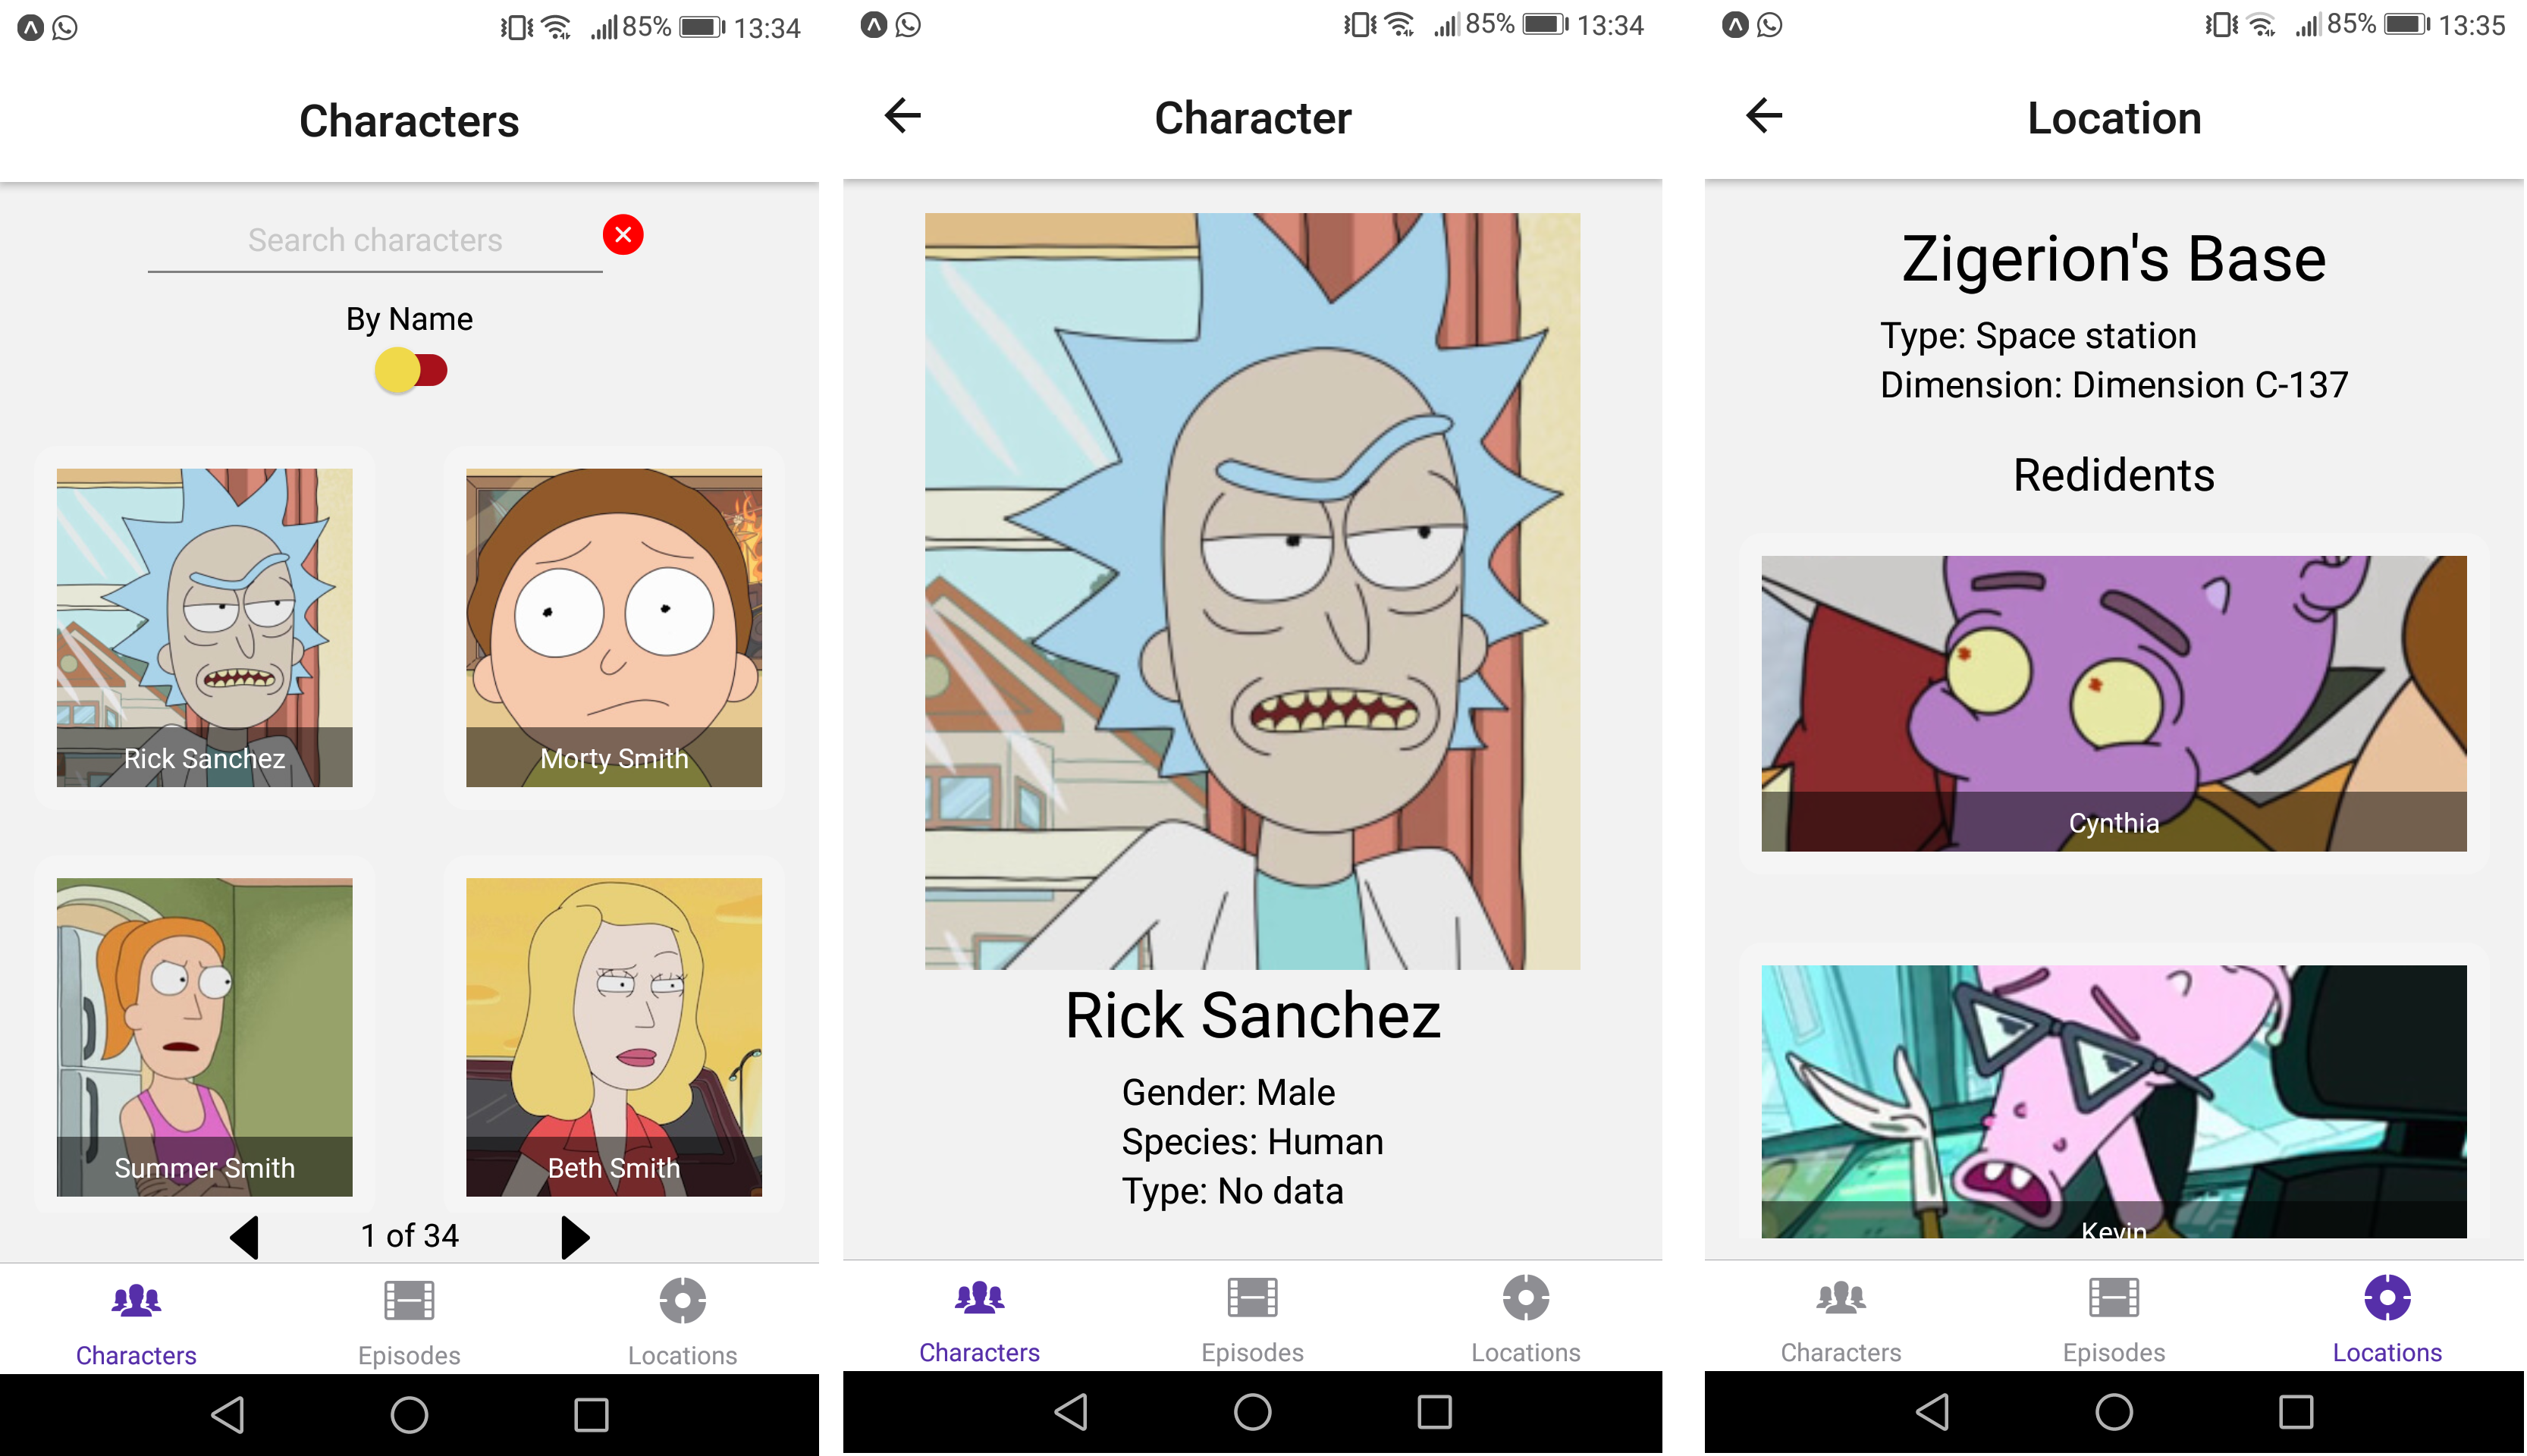 85% 13:34
Characters
Search characters
By Name
Rick Sanchez
Morty Smith
Summer Smith
Beth Smith
1 of 34
Characters
Episodes
Locations
85% 13:34
Character
Rick Sanchez
Gender: Male
Species: Human
Type: No data
Characters
Episodes
Locations
85% 13:35
Location
Zigerion's Base
Type: Space station
Dimension: Dimension C-137
Redidents
Cynthia
Kevin
Characters
Episodes
Locations